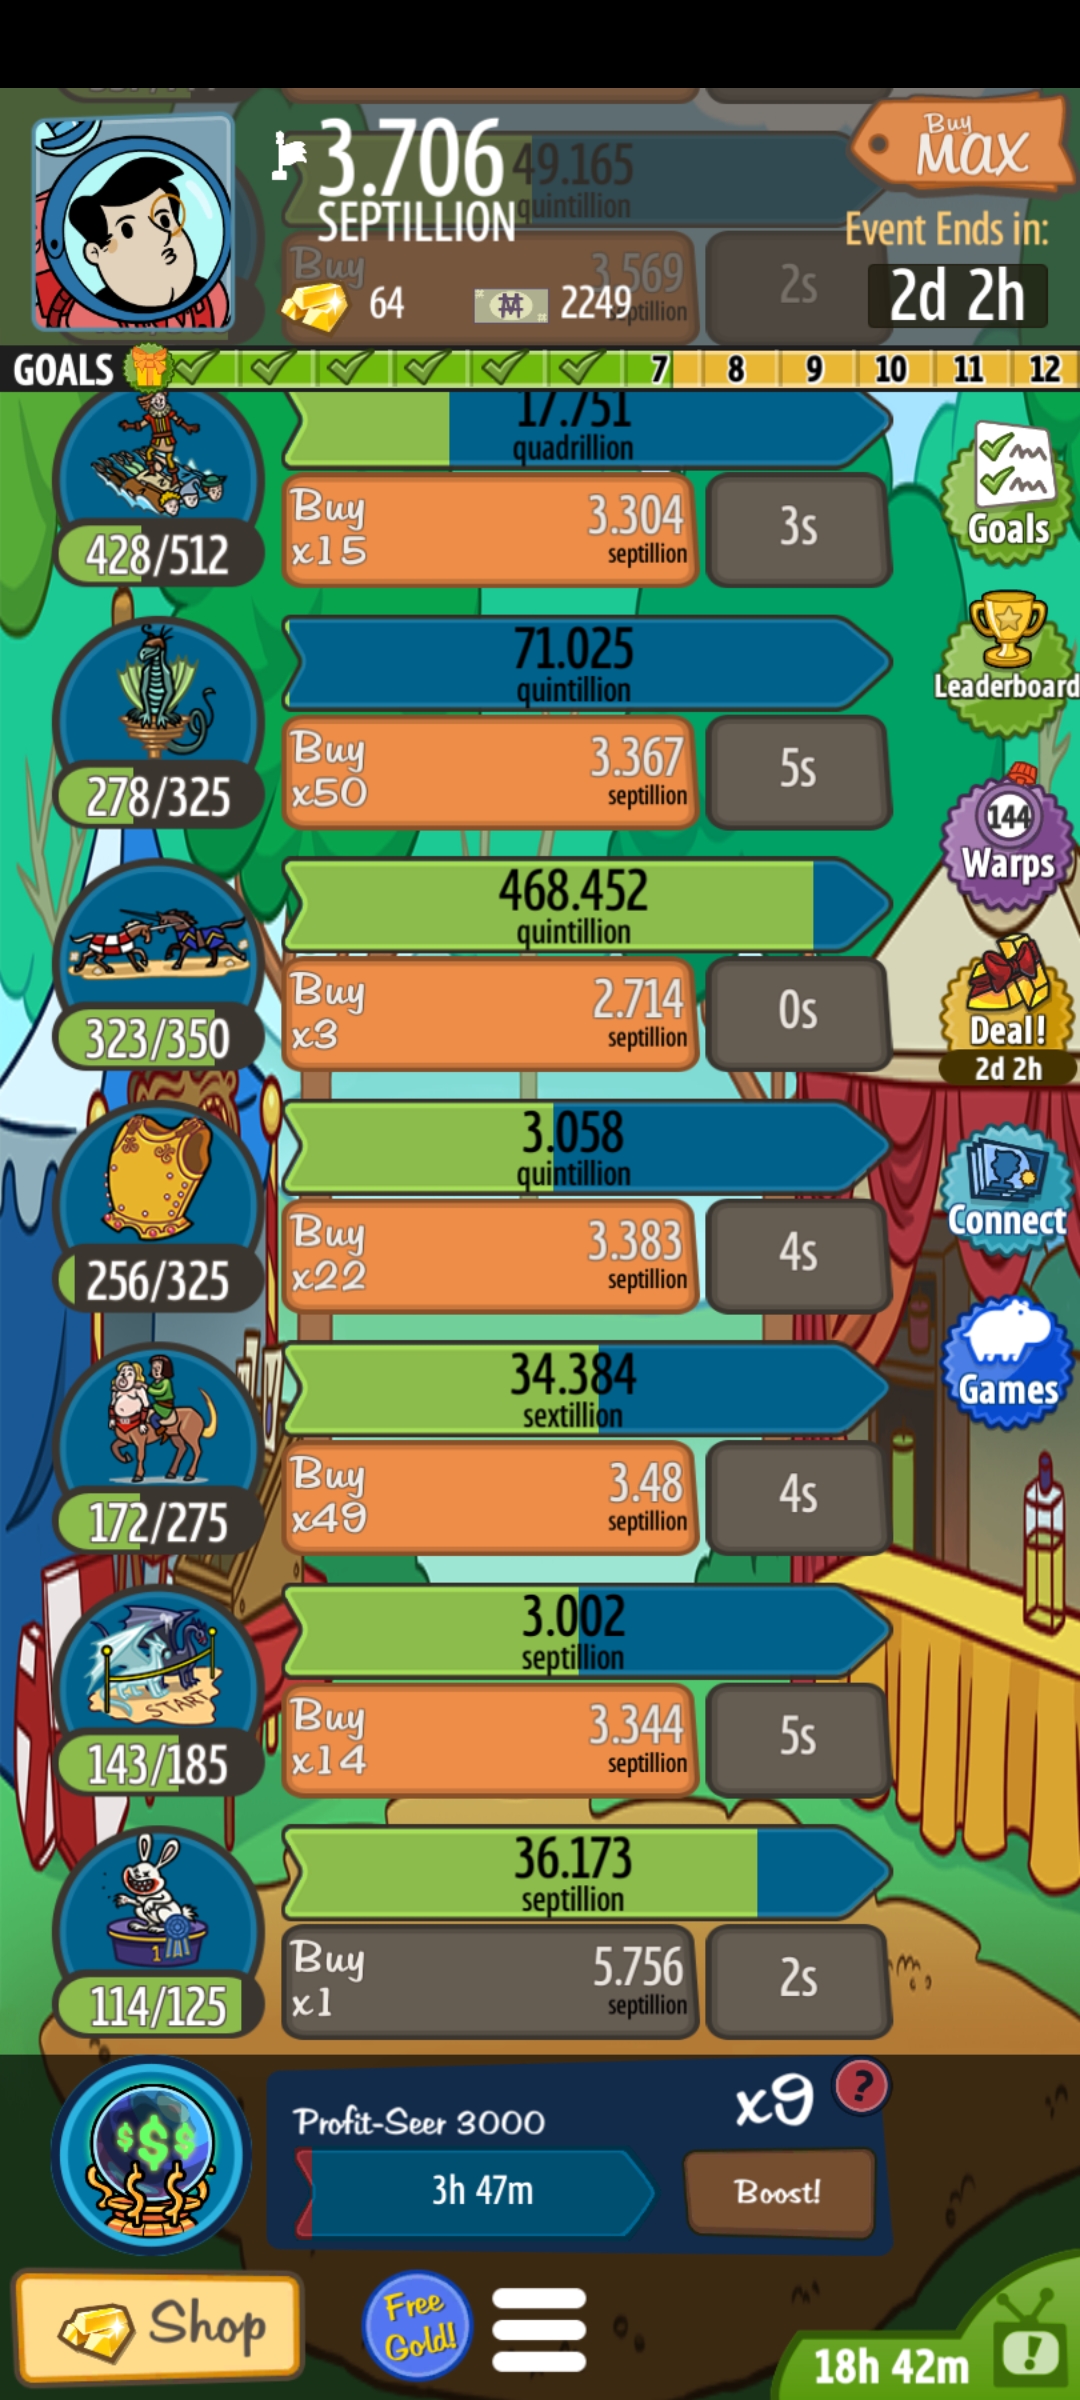 Buy
MAX
3.706
SEPTILLION
49.165
quintillion
Event Ends in:
Buy
3.569
septillion
2s
64
2249
2d 2h
GOALS
7 8 9 10 11 12
17.751
quadrillion
428/512
Buy
x15
3.304
septillion
3s
Goals
71.025
quintillion
278/325
Buy
x50
3.367
septillion
5s
Leaderboard
144
Warps
468.452
quintillion
323/350
Buy
x3
2.714
septillion
0s
Deal!
2d 2h
3.058
quintillion
256/325
Buy
x22
3.383
septillion
4s
Connect
34.384
sextillion
172/275
Buy
x49
3.48
septillion
4s
Games
START
3.002
septillion
143/185
Buy
x14
3.344
septillion
5s
1
36.173
septillion
114/125
Buy
x1
5.756
septillion
2s
$$$
Profit-Seer 3000
x9
?
3h 47m
Boost!
Shop
Free
Gold!
18h 42m
!